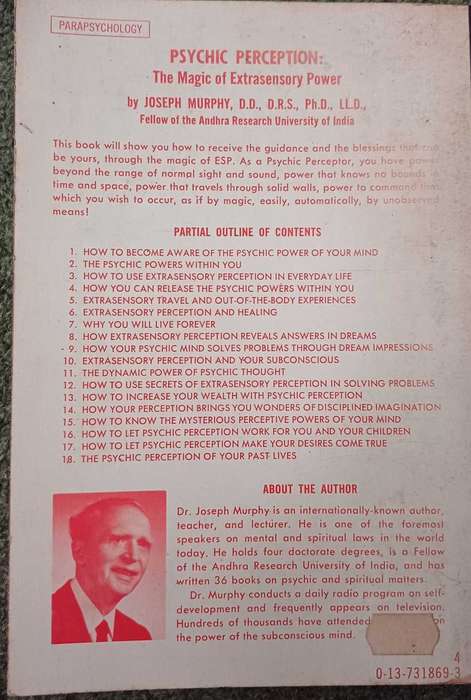 PARAPSYCHOLOGY
PSYCHIC PERCEPTION:
The Magic of Extrasensory Power
by JOSEPH MURPHY, D.D., D.R.S., Ph.D., LL.D.,
Fellow of the Andhra Research University of India
This book will show you how to receive the guidance and the blessings that can
be yours, through the magic of ESP. As a Psychic Perceptor, you have power
beyond the range of normal sight and sound, power that knows no bounds in
time and space, power that travels through solid walls, power to command that
which you wish to occur, as if by magic, easily, automatically, by unobserved
means!
PARTIAL OUTLINE OF CONTENTS
1. HOW TO BECOME AWARE OF THE PSYCHIC POWER OF YOUR MIND
2. THE PSYCHIC POWERS WITHIN YOU
3. HOW TO USE EXTRASENSORY PERCEPTION IN EVERYDAY LIFE
4. HOW YOU CAN RELEASE THE PSYCHIC POWERS WITHIN YOU
5. EXTRASENSORY TRAVEL AND OUT-OF-THE-BODY EXPERIENCES
6. EXTRASENSORY PERCEPTION AND HEALING
7. WHY YOU WILL LIVE FOREVER
8. HOW EXTRASENSORY PERCEPTION REVEALS ANSWERS IN DREAMS
9. HOW YOUR PSYCHIC MIND SOLVES PROBLEMS THROUGH DREAM IMPRESSIONS
10. EXTRASENSORY PERCEPTION AND YOUR SUBCONSCIOUS
11. THE DYNAMIC POWER OF PSYCHIC THOUGHT
12. HOW TO USE SECRETS OF EXTRASENSORY PERCEPTION IN SOLVING PROBLEMS
13. HOW TO INCREASE YOUR WEALTH WITH PSYCHIC PERCEPTION
14. HOW YOUR PERCEPTION BRINGS YOU WONDERS OF DISCIPLINED IMAGINATION
15. HOW TO KNOW THE MYSTERIOUS PERCEPTIVE POWERS OF YOUR MIND
16. HOW TO LET PSYCHIC PERCEPTION WORK FOR YOU AND YOUR CHILDREN
17. HOW TO LET PSYCHIC PERCEPTION MAKE YOUR DESIRES COME TRUE
18. THE PSYCHIC PERCEPTION OF YOUR PAST LIVES
ABOUT THE AUTHOR
Dr. Joseph Murphy is an internationally-known author,
teacher, and lecturer. He is one of the foremost
speakers on mental and spiritual laws in the world
today. He holds four doctorate degrees, is a Fellow
of the Andhra Research University of India, and has
written 36 books on psychic and spiritual matters.
Dr. Murphy conducts a daily radio program on self-
development and frequently appears on television.
Hundreds of thousands have attended on
the power of the subconscious mind.
4
0-13-731869-3